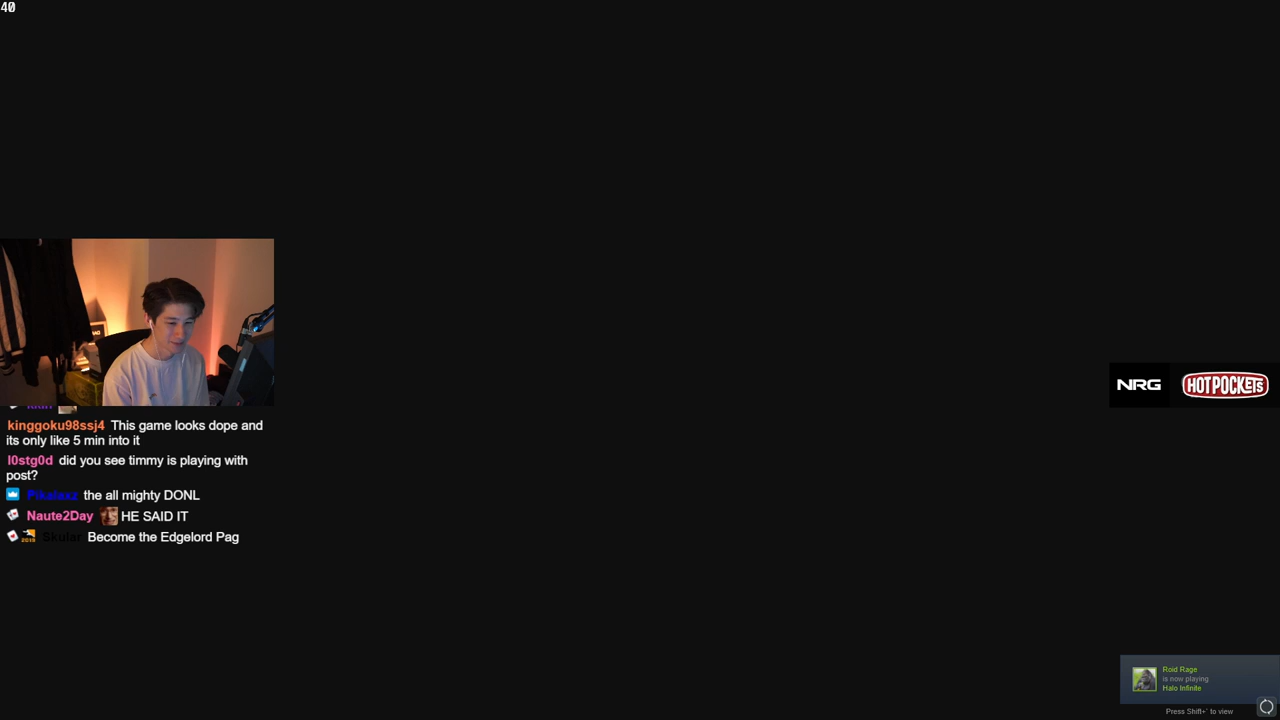 40
kinggoku98ssj4 This game looks dope and
its only like 5 min into it
l0stg0d did you see timmy is playing with
post?
Pikalaxz the all mighty DONL
Naute2Day HE SAID IT
Skular Become the Edgelord Pag
NRG
HOT POCKETS
Roid Rage
is now playing
Halo Infinite
Press Shift+` to view